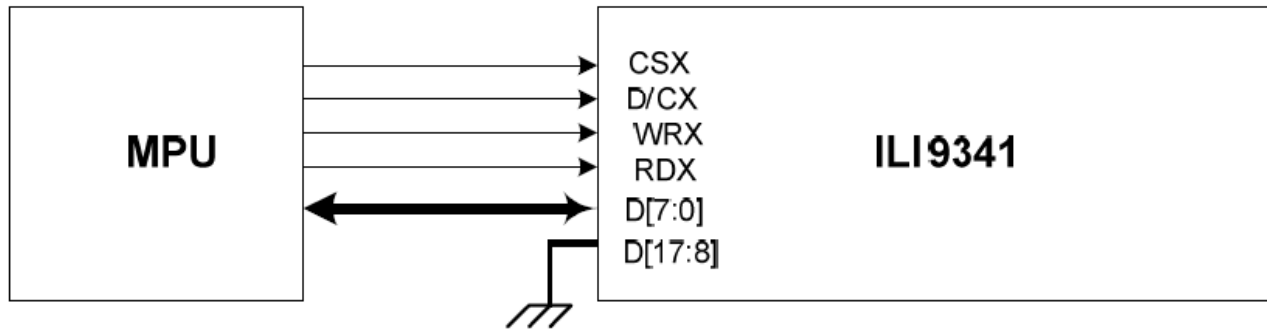 MPU
CSX
D/CX
WRX
RDX
D[7:0]
D[17:8]
ILI9341